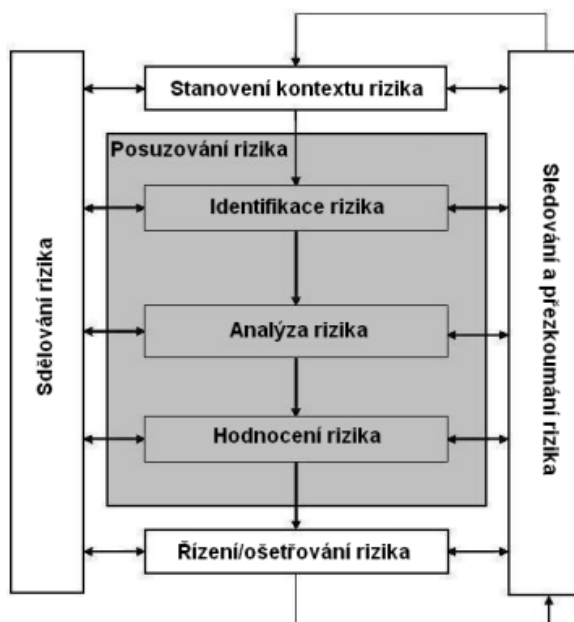 Stanovení kontextu rizika
Posuzování rizika
Identifikace rizika
Analýza rizika
Hodnocení rizika
Řízení/ošetřování rizika
Sdělování rizika
Sledování a přezkoumání rizika